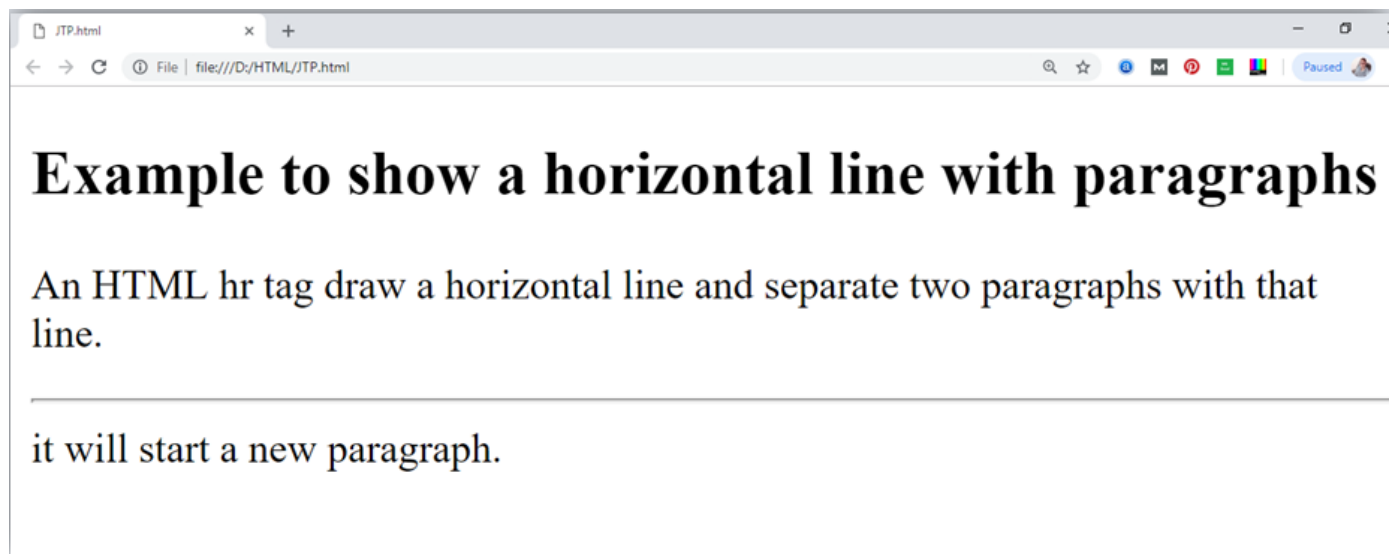 JTP.html
File | file:///D:/HTML/JTP.html
Paused
Example to show a horizontal line with paragraphs
An HTML hr tag draw a horizontal line and separate two paragraphs with that
line.
it will start a new paragraph.